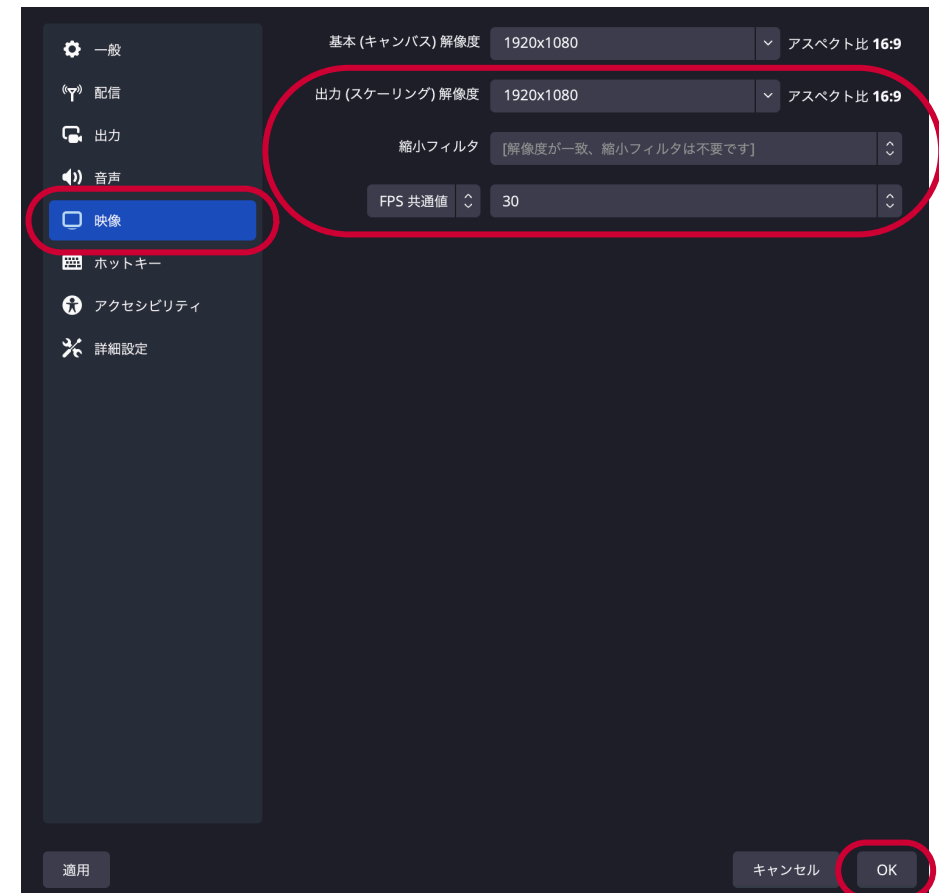 一般
配信
出力
音声
映像
ホットキー
アクセシビリティ
詳細設定
基本 (キャンバス) 解像度 1920x1080 アスペクト比 16:9
出力 (スケーリング) 解像度 1920x1080 アスペクト比 16:9
縮小フィルタ [解像度が一致、縮小フィルタは不要です]
FPS 共通値 30
適用 キャンセル OK